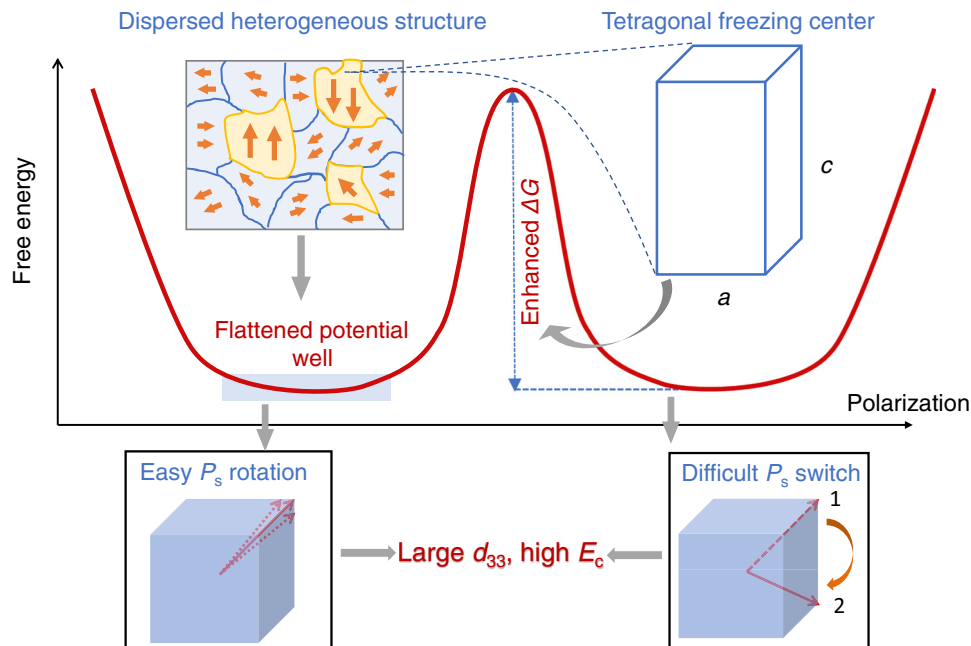 Dispersed heterogeneous structure
Tetragonal freezing center
Free energy
Enhanced ΔG
c
a
Flattened potential
well
Polarization
Easy Ps rotation
Difficult Ps switch
1
2
Large d33, high Ec